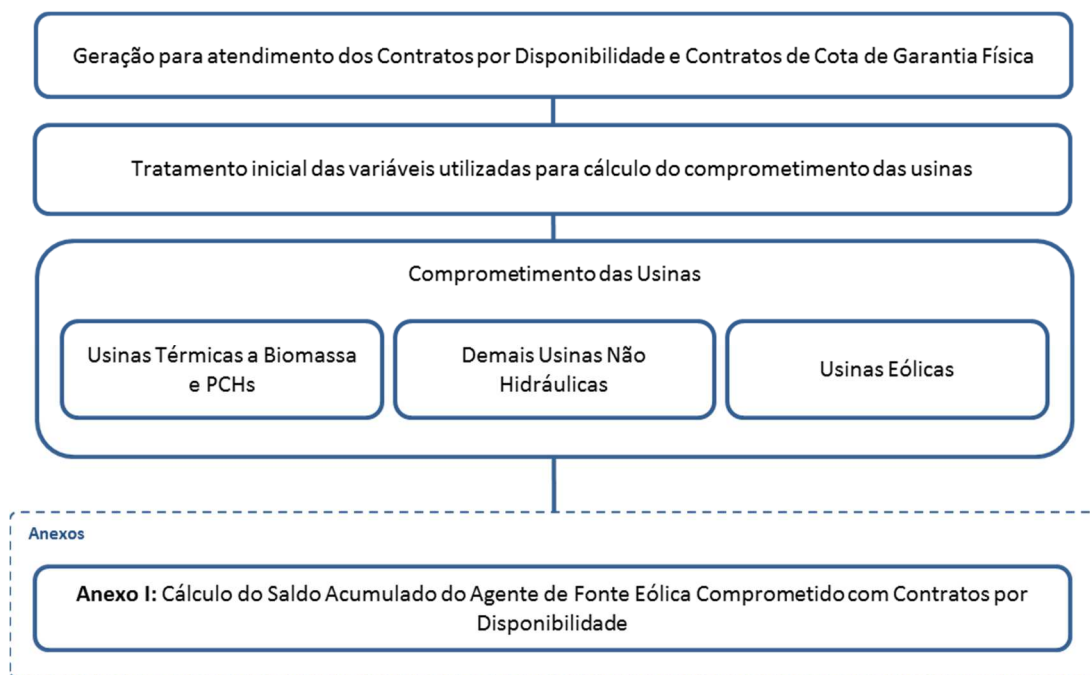 Geração para atendimento dos Contratos por Disponibilidade e Contratos de Cota de Garantia Física
Tratamento inicial das variáveis utilizadas para cálculo do comprometimento das usinas
Comprometimento das Usinas
Usinas Térmicas a Biomassa
e PCHs
Demais Usinas Não
Hidráulicas
Usinas Eólicas
Anexos
Anexo I: Cálculo do Saldo Acumulado do Agente de Fonte Eólica Comprometido com Contratos por
Disponibilidade